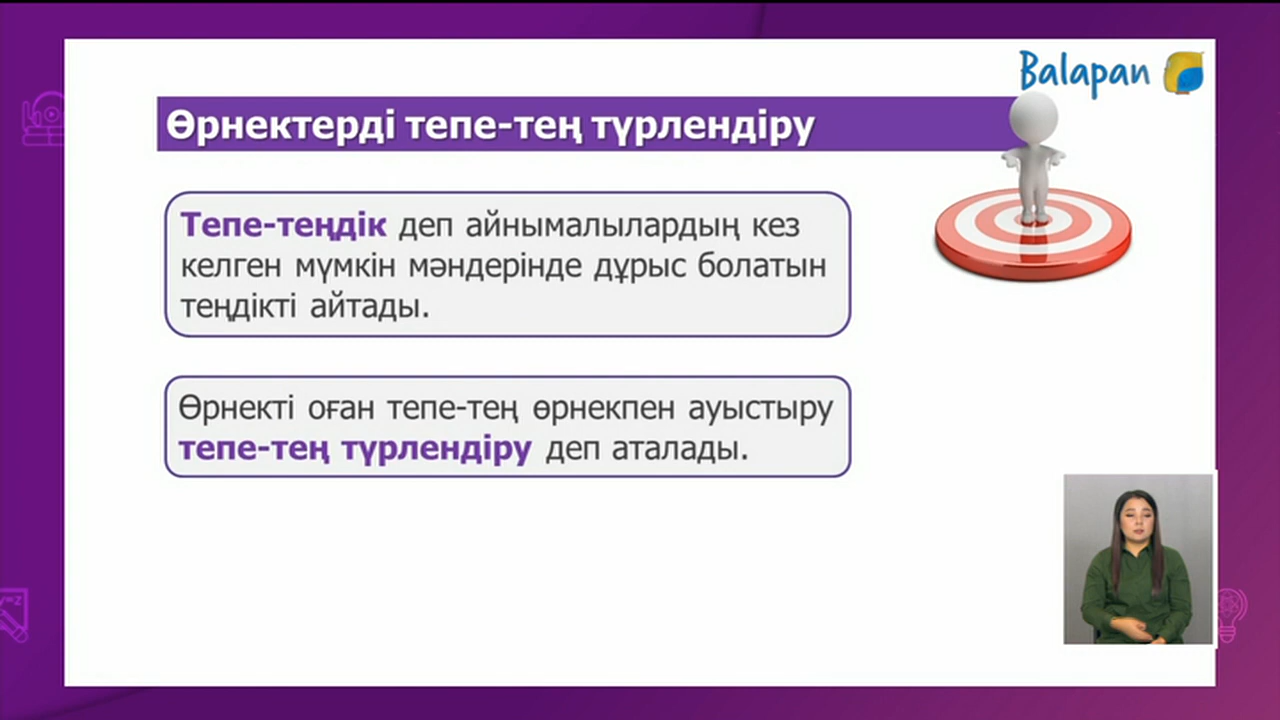 Balapan
Өрнектерді тепе-тең түрлендіру
Тепе-теңдік деп айнымалылардың кез
келген мүмкін мәндерінде дұрыс болатын
теңдікті айтады.
Өрнекті оған тепе-тең өрнекпен ауыстыру
тепе-тең түрлендіру деп аталады.